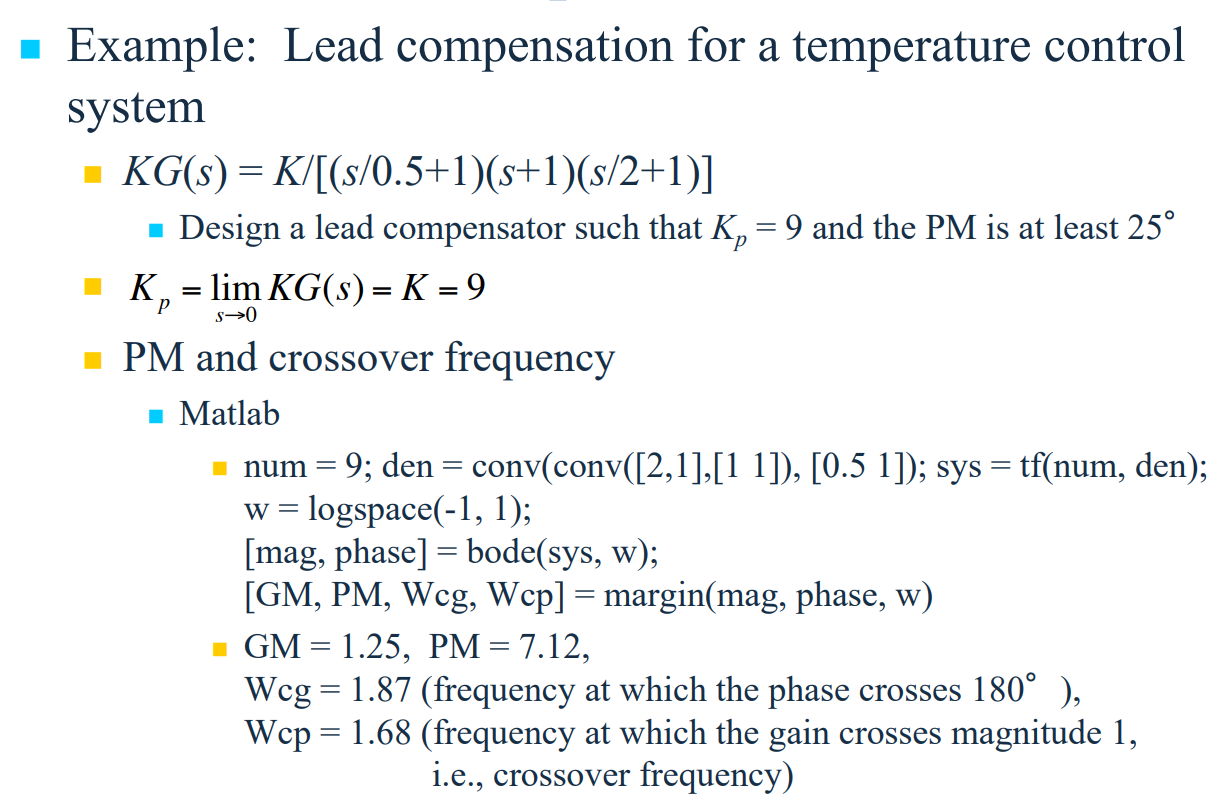 Example: Lead compensation for a temperature control
system
KG(s) = K/[(s/0.5+1)(s+1)(s/2+1)]
Design a lead compensator such that Kp = 9 and the PM is at least 25°
Kp = lim s→0 KG(s) = K = 9
PM and crossover frequency
Matlab
num = 9; den = conv(conv([2,1],[1 1]), [0.5 1]); sys = tf(num, den);
w = logspace(-1, 1);
[mag, phase] = bode(sys, w);
[GM, PM, Wcg, Wcp] = margin(mag, phase, w)
GM = 1.25, PM = 7.12,
Wcg = 1.87 (frequency at which the phase crosses 180° ),
Wcp = 1.68 (frequency at which the gain crosses magnitude 1,
i.e., crossover frequency)